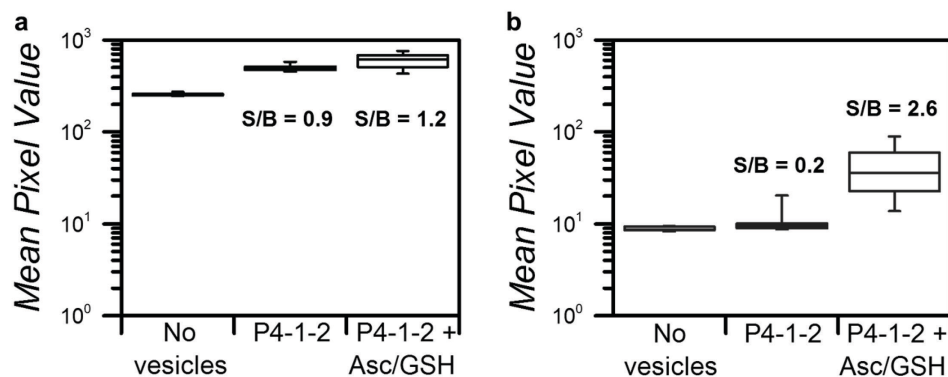 a
Mean Pixel Value
10³
10²
10¹
10⁰
S/B = 0.9
S/B = 1.2
No vesicles
P4-1-2
P4-1-2 + Asc/GSH
b
Mean Pixel Value
10³
10²
10¹
10⁰
S/B = 0.2
S/B = 2.6
No vesicles
P4-1-2
P4-1-2 + Asc/GSH